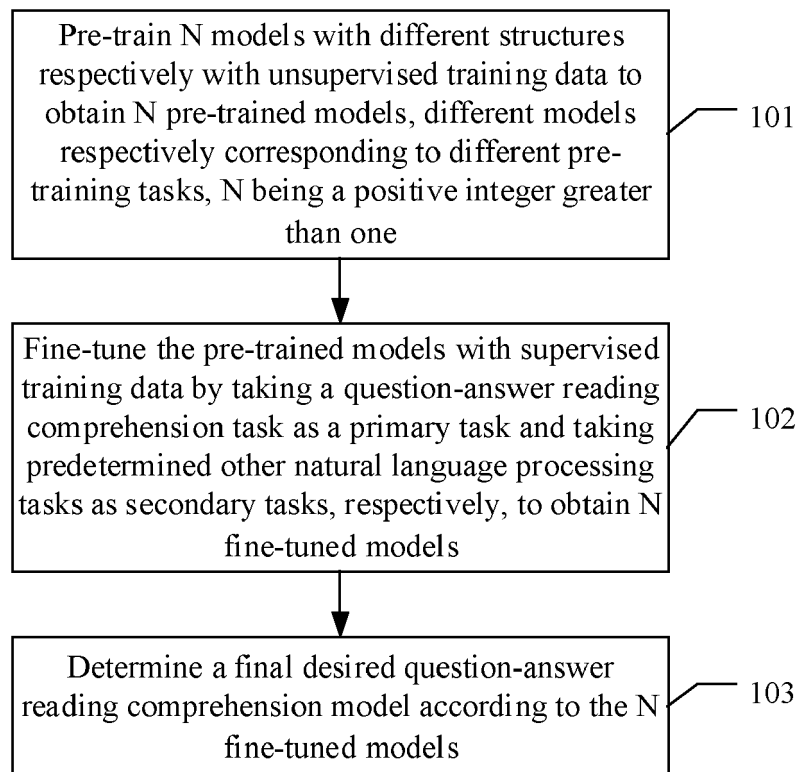 Pre-train N models with different structures
respectively with unsupervised training data to
obtain N pre-trained models, different models
respectively corresponding to different pre-
training tasks, N being a positive integer greater
than one
101
Fine-tune the pre-trained models with supervised
training data by taking a question-answer reading
comprehension task as a primary task and taking
predetermined other natural language processing
tasks as secondary tasks, respectively, to obtain N
fine-tuned models
102
Determine a final desired question-answer
reading comprehension model according to the N
fine-tuned models
103